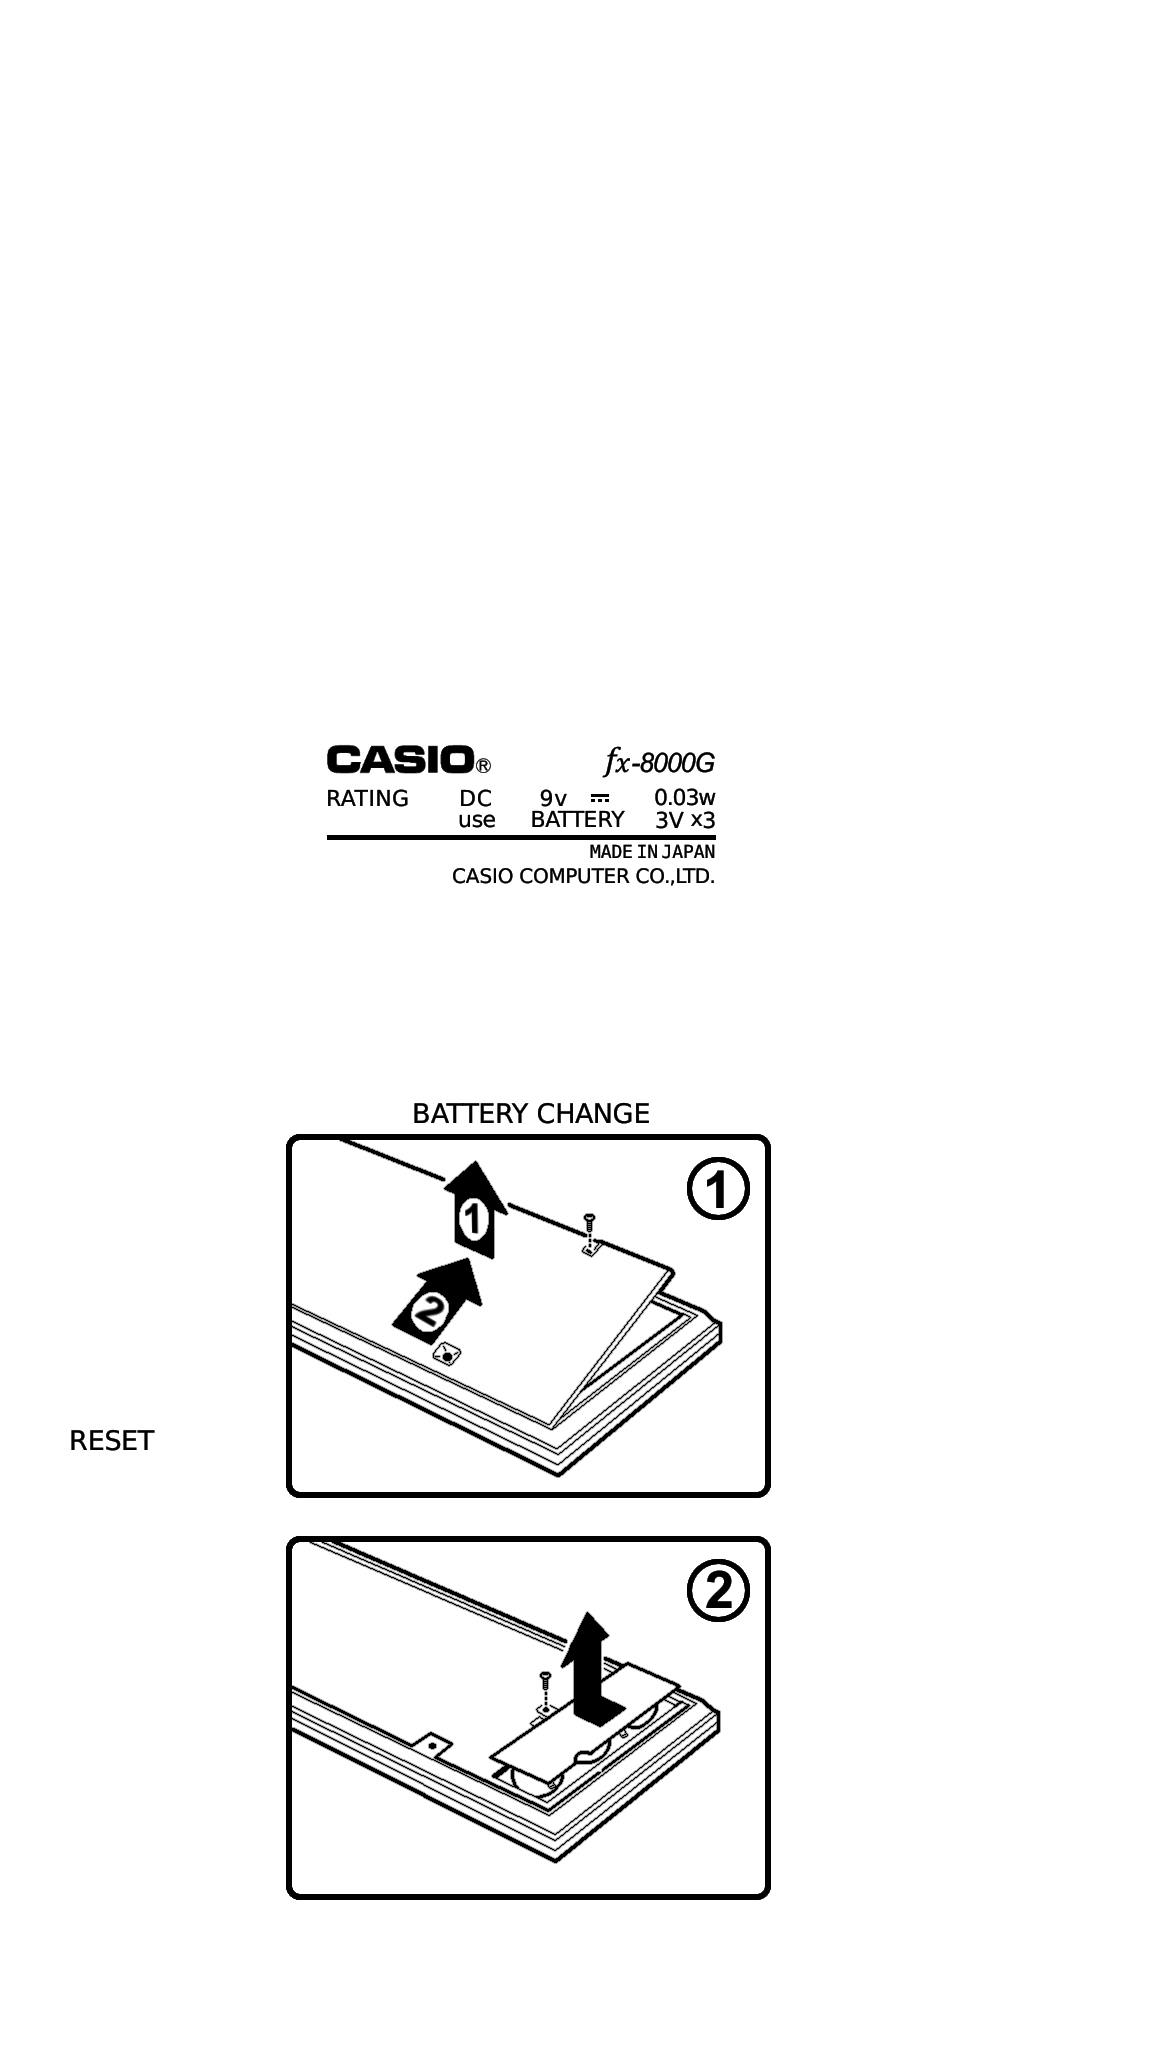 CASIO® fx-8000G
RATING DC 9v ⎓ 0.03w
use BATTERY 3V x3
MADE IN JAPAN
CASIO COMPUTER CO.,LTD.
BATTERY CHANGE
1
1
2
RESET
2